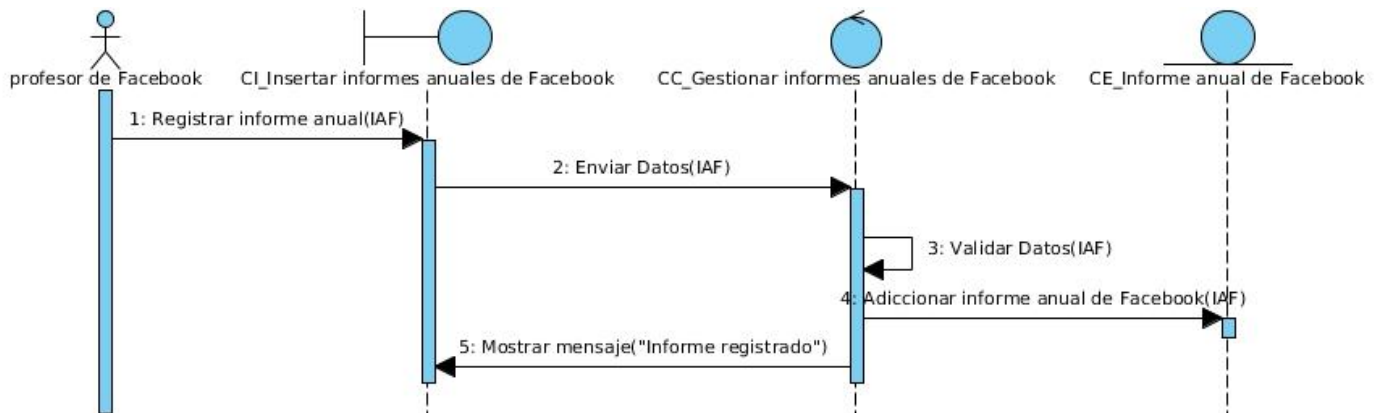 profesor de Facebook
CI_Insertar informes anuales de Facebook
CC_Gestionar informes anuales de Facebook
CE_Informe anual de Facebook
1: Registrar informe anual(IAF)
2: Enviar Datos(IAF)
3: Validar Datos(IAF)
4: Adiccionar informe anual de Facebook(IAF)
5: Mostrar mensaje("Informe registrado")